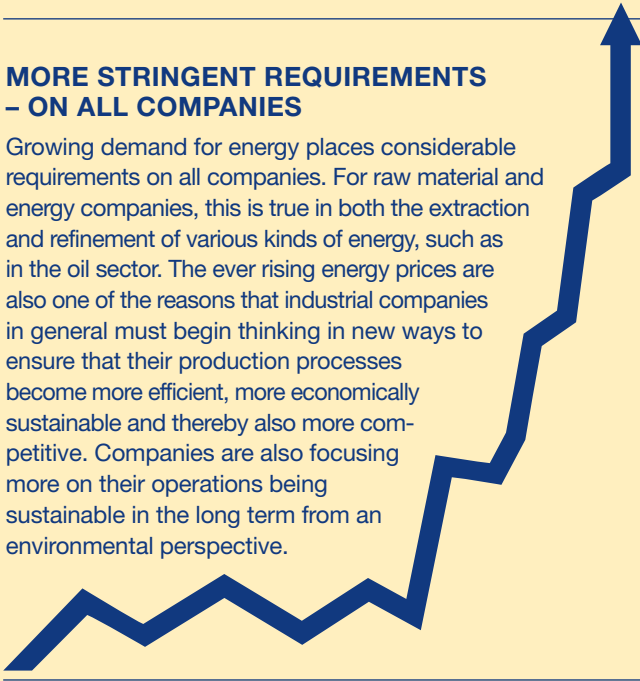 MORE STRINGENT REQUIREMENTS
– ON ALL COMPANIES
Growing demand for energy places considerable
requirements on all companies. For raw material and
energy companies, this is true in both the extraction
and refinement of various kinds of energy, such as
in the oil sector. The ever rising energy prices are
also one of the reasons that industrial companies
in general must begin thinking in new ways to
ensure that their production processes
become more efficient, more economically
sustainable and thereby also more com-
petitive. Companies are also focusing
more on their operations being
sustainable in the long term from an
environmental perspective.